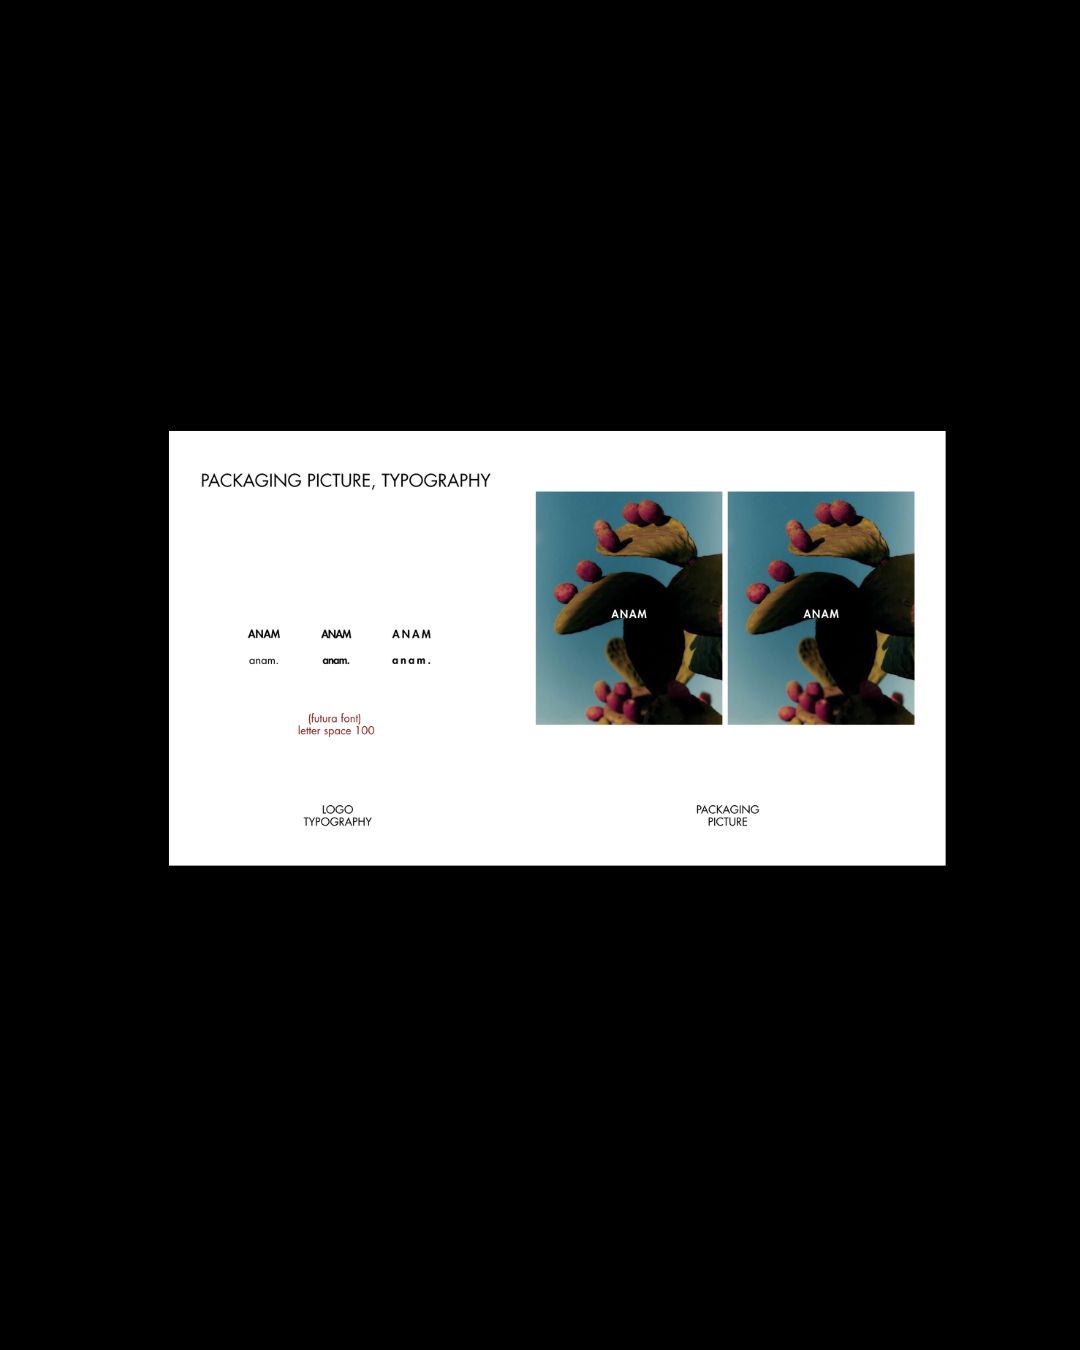 PACKAGING PICTURE, TYPOGRAPHY
ANAM ANAM ANAM
anam. anam. anam.
(futura font)
letter space 100
LOGO
TYPOGRAPHY
ANAM ANAM
PACKAGING
PICTURE